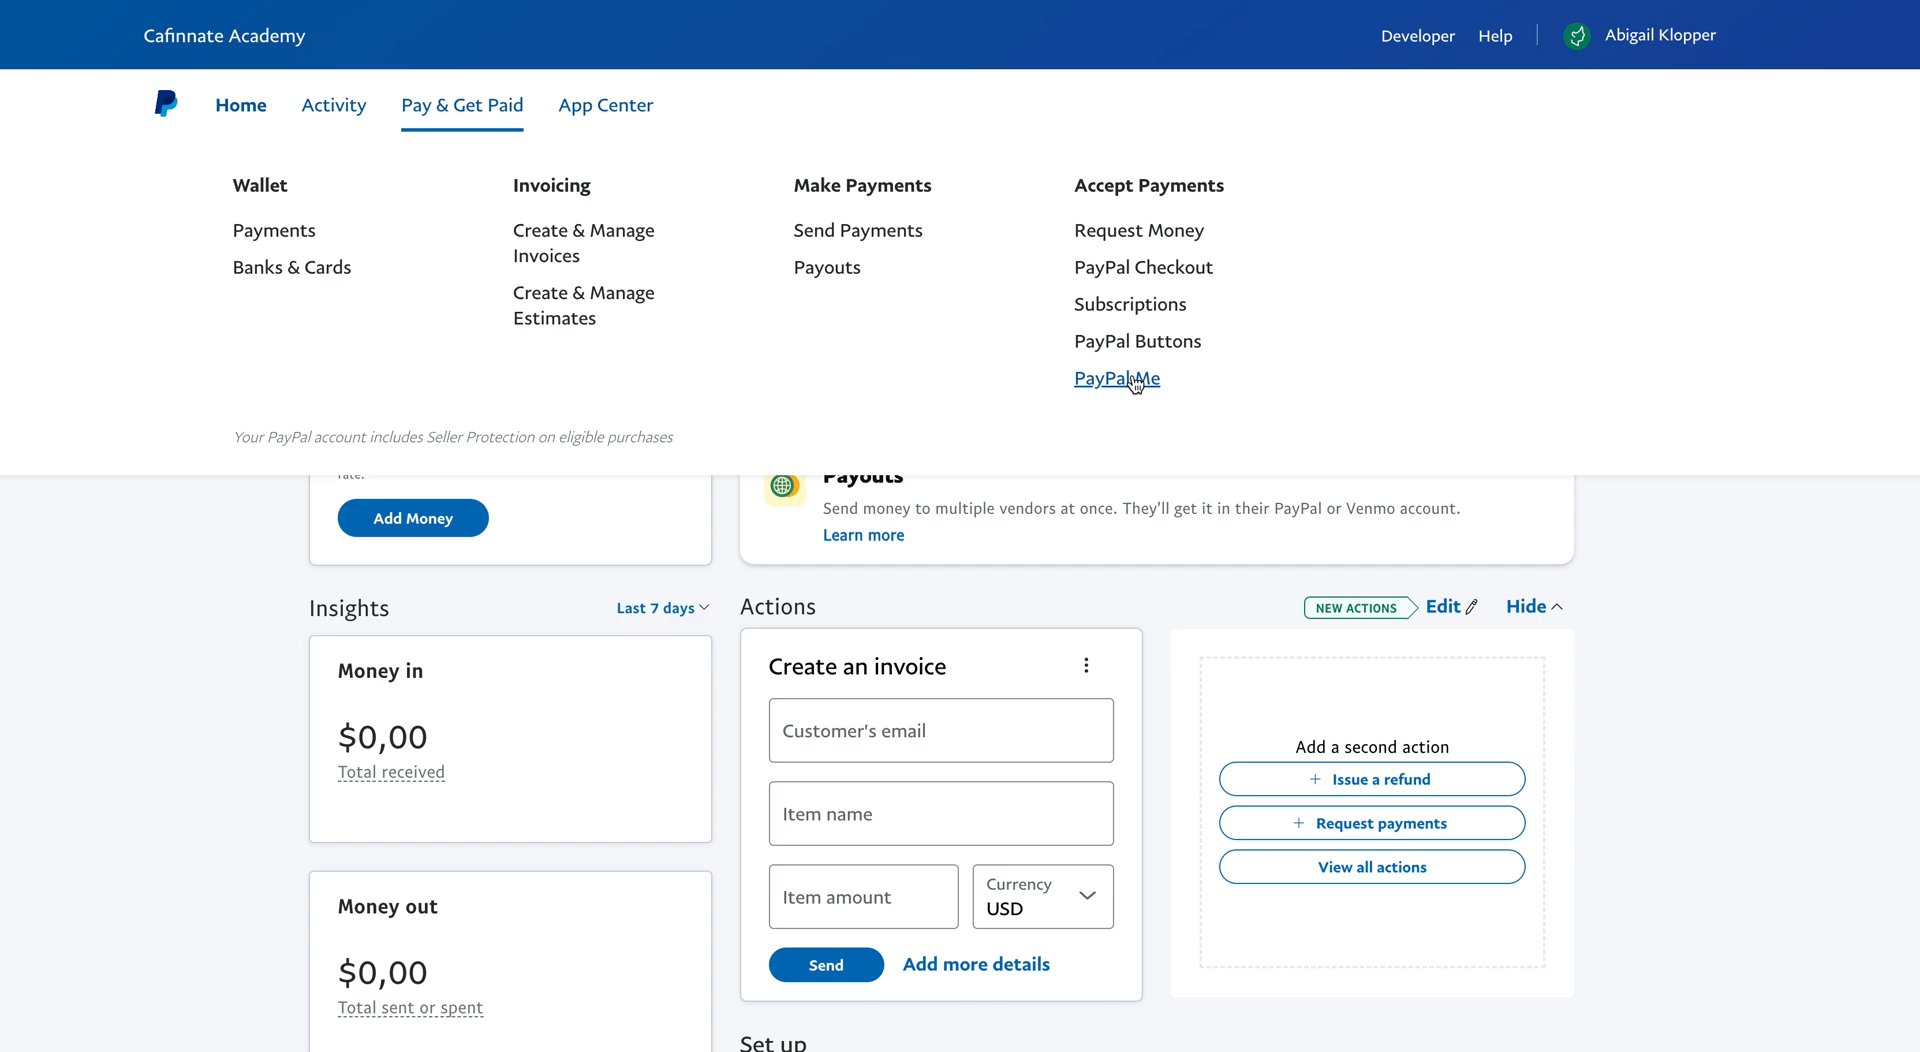 Cafinnate Academy
Developer
Help
Abigail Klopper
Home
Activity
Pay & Get Paid
App Center
Wallet
Payments
Banks & Cards
Invoicing
Create & Manage
Invoices
Create & Manage
Estimates
Make Payments
Send Payments
Payouts
Accept Payments
Request Money
PayPal Checkout
Subscriptions
PayPal Buttons
PayPal.Me
Your PayPal account includes Seller Protection on eligible purchases
rate.
Add Money
Payouts
Send money to multiple vendors at once. They'll get it in their PayPal or Venmo account.
Learn more
Insights
Last 7 days
Money in
$0,00
Total received
Money out
$0,00
Total sent or spent
Actions
NEW ACTIONS
Edit
Hide
Create an invoice
Customer's email
Item name
Item amount
Currency
USD
Send
Add more details
Add a second action
+ Issue a refund
+ Request payments
View all actions
Set up